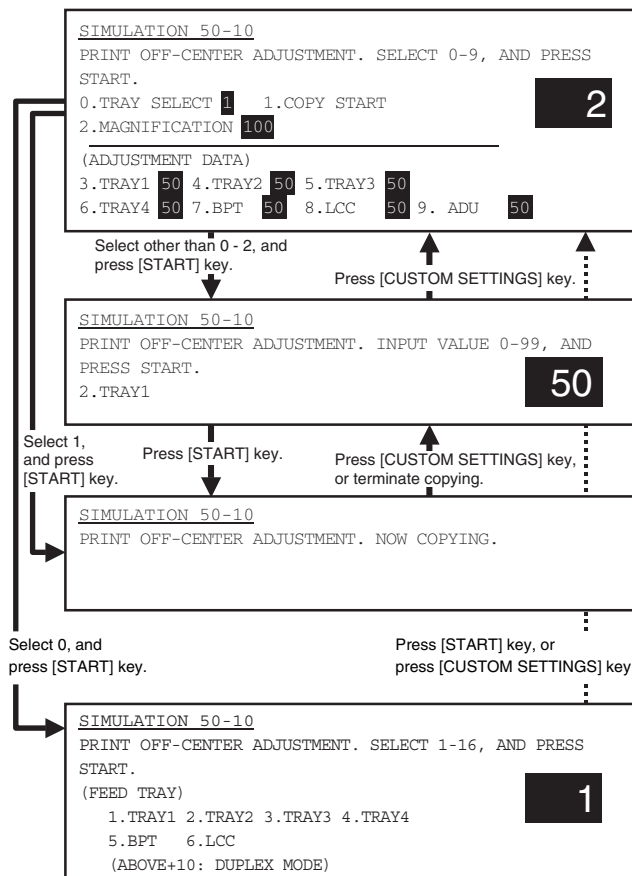 SIMULATION 50-10
PRINT OFF-CENTER ADJUSTMENT. SELECT 0-9, AND PRESS
START.
0.TRAY SELECT 1 1.COPY START
2.MAGNIFICATION 100
2
(ADJUSTMENT DATA)
3.TRAY1 50 4.TRAY2 50 5.TRAY3 50
6.TRAY4 50 7.BPT 50 8.LCC 50 9. ADU 50
Select other than 0 - 2, and
press [START] key.
Press [CUSTOM SETTINGS] key.
SIMULATION 50-10
PRINT OFF-CENTER ADJUSTMENT. INPUT VALUE 0-99, AND
PRESS START.
2.TRAY1
50
Select 1,
and press
[START] key.
Press [START] key.
Press [CUSTOM SETTINGS] key,
or terminate copying.
SIMULATION 50-10
PRINT OFF-CENTER ADJUSTMENT. NOW COPYING.
Select 0, and
press [START] key.
Press [START] key, or
press [CUSTOM SETTINGS] key
SIMULATION 50-10
PRINT OFF-CENTER ADJUSTMENT. SELECT 1-16, AND PRESS
START.
(FEED TRAY)
1.TRAY1 2.TRAY2 3.TRAY3 4.TRAY4
5.BPT 6.LCC
(ABOVE+10: DUPLEX MODE)
1